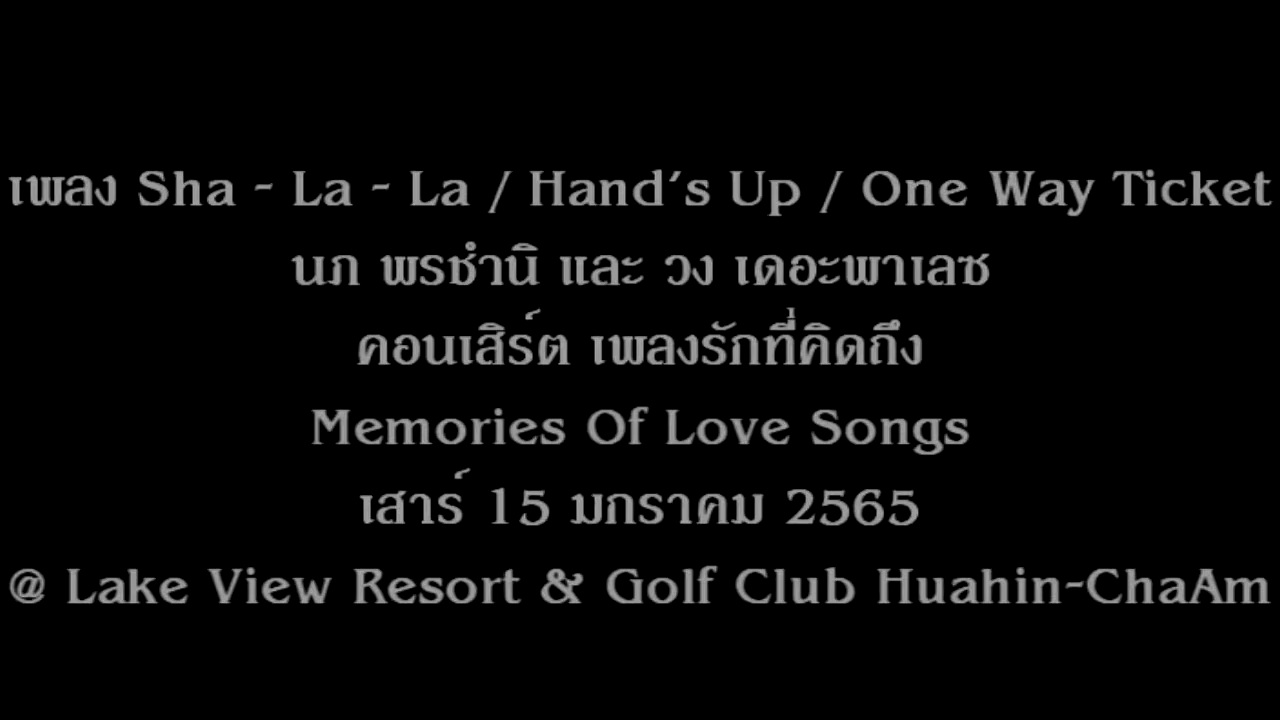 เพลง Sha - La - La / Hand's Up / One Way Ticket
นภ พรชำนิ และ วง เดอะพาเลซ
คอนเสิร์ต เพลงรักที่คิดถึง
Memories Of Love Songs
เสาร์ 15 มกราคม 2565
@ Lake View Resort & Golf Club Huahin-ChaAm